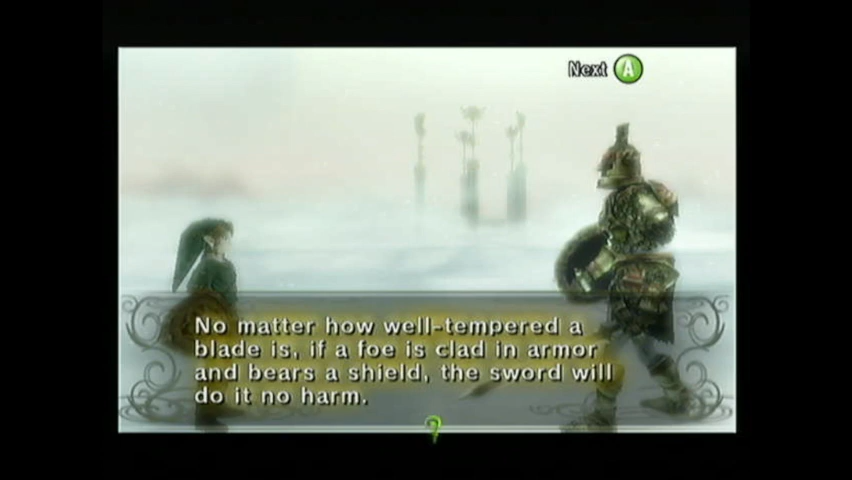 Next A
No matter how well-tempered a
blade is, if a foe is clad in armor
and bears a shield, the sword will
do it no harm.